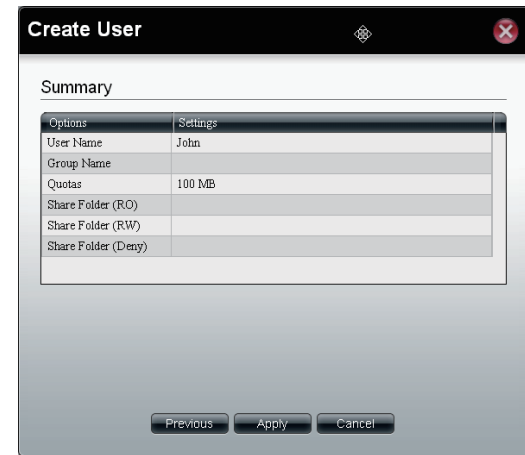 Create User
Summary
Options Settings
User Name John
Group Name
Quotas 100 MB
Share Folder (RO)
Share Folder (RW)
Share Folder (Deny)
Previous Apply Cancel